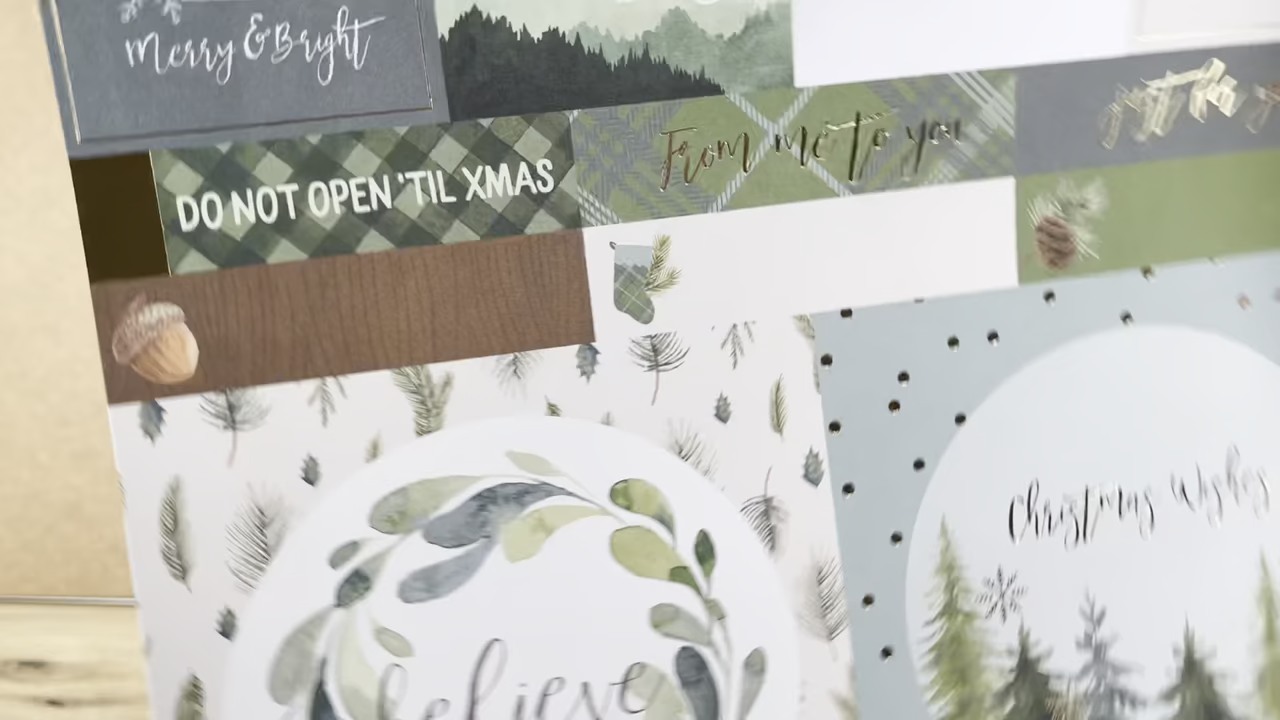 Merry & Bright
DO NOT OPEN 'TIL XMAS
From me to you
Christmas Wishes
believe